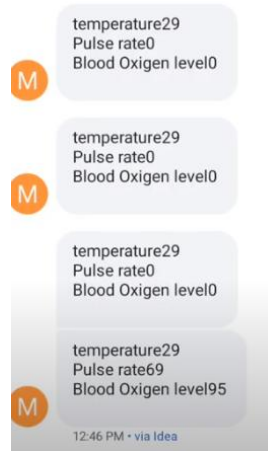 temperature29
Pulse rate0
Blood Oxigen level0
M
temperature29
Pulse rate0
Blood Oxigen level0
M
temperature29
Pulse rate0
Blood Oxigen level0
temperature29
Pulse rate69
Blood Oxigen level95
M
12:46 PM • via Idea